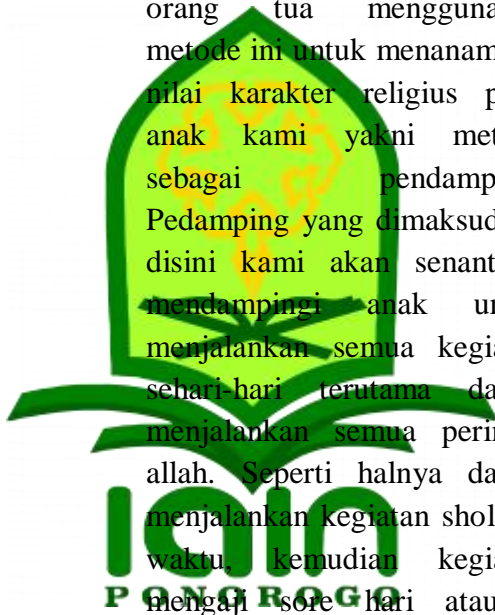 orang tua mengguna
metode ini untuk menanam
nilai karakter religius p
anak kami yakni met
sebagai pendamp
Pedamping yang dimaksud
disini kami akan senant
mendampingi anak un
menjalankan semua kegia
sehari-hari terutama da
menjalankan semua perin
allah. Seperti halnya da
menjalankan kegiatan shol
waktu, kemudian kegia
mengaji sore hari atau
iain
PONOROGO